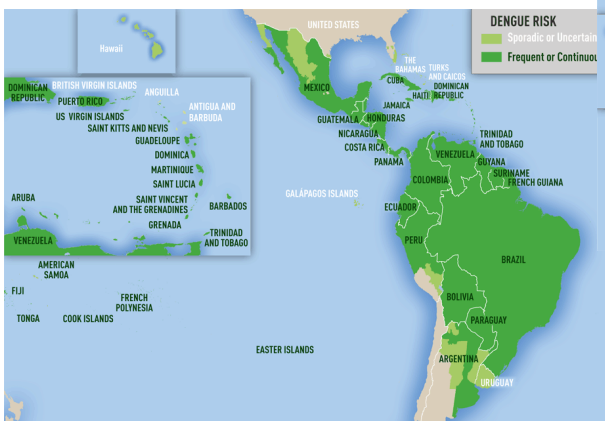 UNITED STATES
DENGUE RISK
Sporadic or Uncertain
Frequent or Continuou
Hawaii
THE
BAHAMAS
TURKS
AND CAICOS
CUBA
MEXICO
HAITI
DOMINICAN
REPUBLIC
JAMAICA
GUATEMALA
HONDURAS
NICARAGUA
COSTA RICA
PANAMA
DOMINICAN
REPUBLIC
BRITISH VIRGIN ISLANDS
PUERTO RICO
ANGUILLA
US VIRGIN ISLANDS
ANTIGUA AND
BARBUDA
SAINT KITTS AND NEVIS
GUADELOUPE
DOMINICA
MARTINIQUE
SAINT LUCIA
SAINT VINCENT
AND THE GRENADINES
ARUBA
BARBADOS
GRENADA
TRINIDAD
AND TOBAGO
VENEZUELA
TRINIDAD
AND TOBAGO
VENEZUELA
GUYANA
SURINAME
FRENCH GUIANA
COLOMBIA
GALÁPAGOS ISLANDS
ECUADOR
PERU
BRAZIL
BOLIVIA
PARAGUAY
ARGENTINA
URUGUAY
AMERICAN
SAMOA
FIJI
TONGA
COOK ISLANDS
FRENCH
POLYNESIA
EASTER ISLANDS